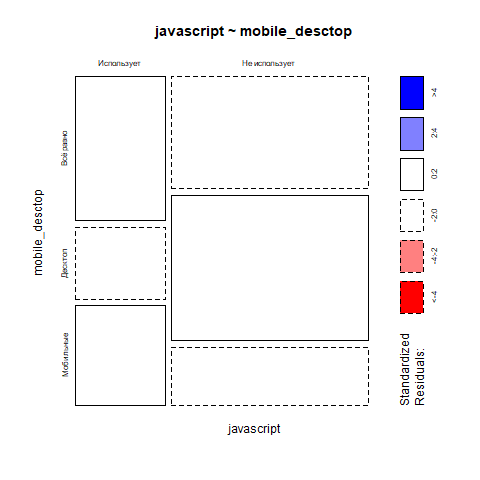 javascript ~ mobile_desctop
Использует
Не использует
Всё равно
Десктоп
Мобильные
mobile_desctop
javascript
>4
2:4
0:2
-2:0
-4:-2
<-4
Standardized
Residuals: